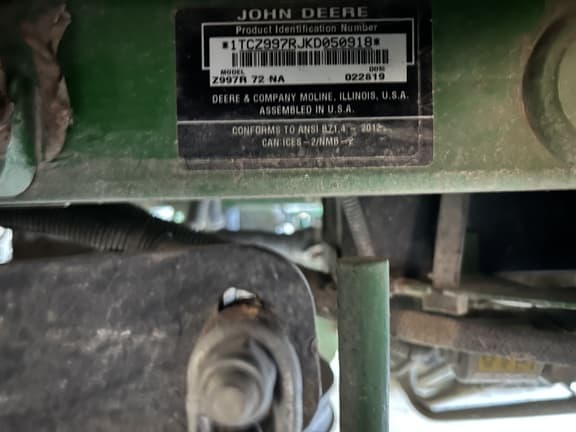 JOHN DEERE
Product Identification Number
*1TCZ997RJKD050918*
MODEL DOM
Z997R 72 NA 022819
DEERE & COMPANY MOLINE, ILLINOIS, U.S.A.
ASSEMBLED IN U.S.A.
CONFORMS TO ANSI B71.4 - 2012
CAN ICES-2/NMB-2